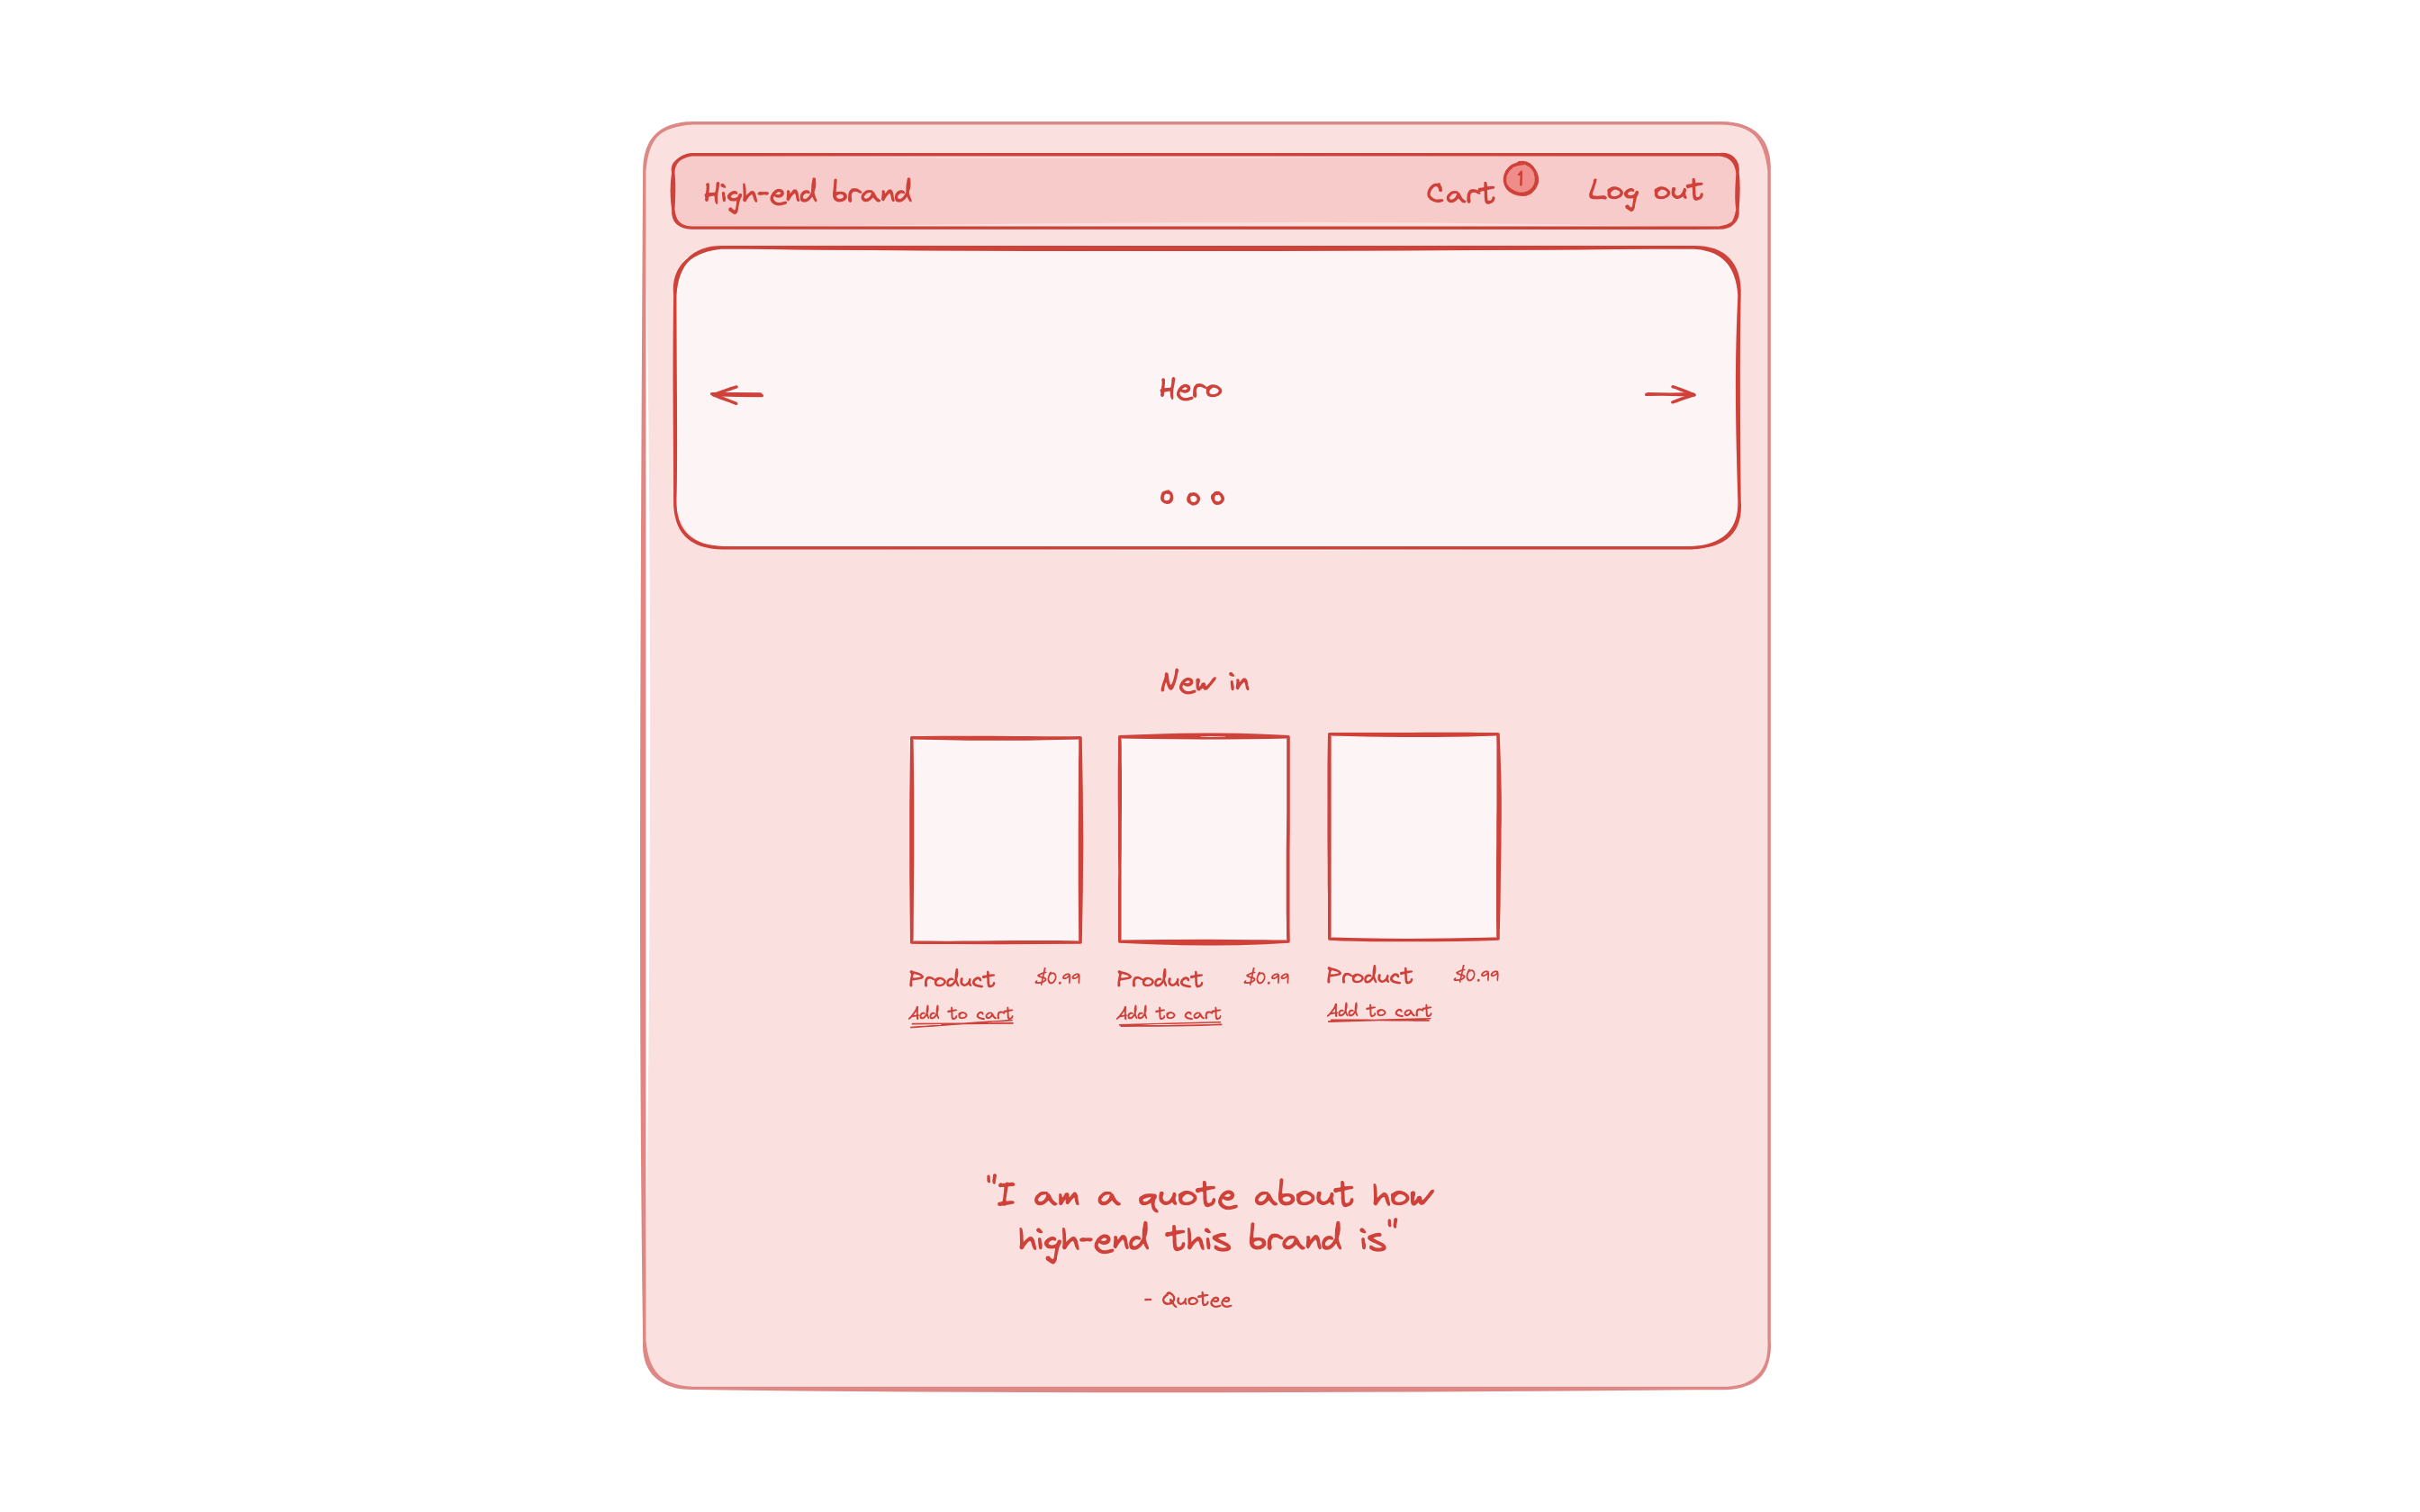 High-end brand
Cart 1 Log out
Hero
New in
Product $0.99 Product $0.99 Product $0.99
Add to cart Add to cart Add to cart
"I am a quote about how
high-end this brand is"
- Quotee